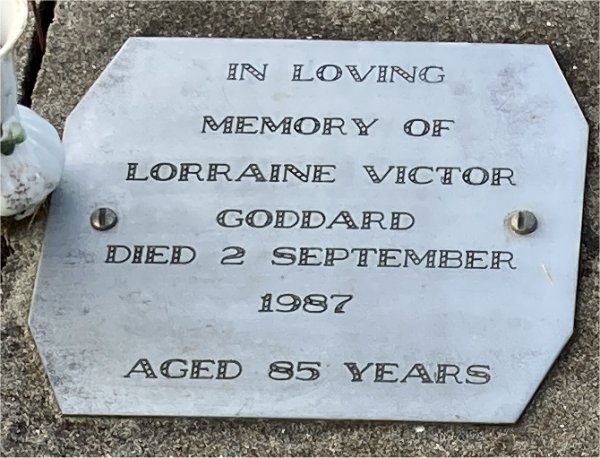 IN LOVING
MEMORY OF
LORRAINE VICTOR
GODDARD
DIED 2 SEPTEMBER
1987
AGED 85 YEARS